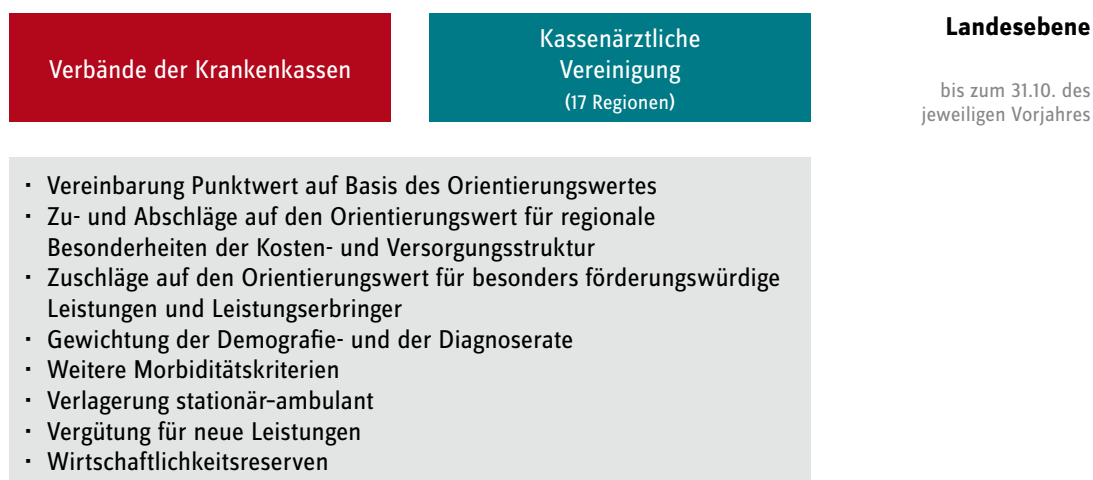 Verbände der Krankenkassen
Kassenärztliche
Vereinigung
(17 Regionen)
Landesebene
bis zum 31.10. des
jeweiligen Vorjahres
· Vereinbarung Punktwert auf Basis des Orientierungswertes
· Zu- und Abschläge auf den Orientierungswert für regionale
Besonderheiten der Kosten- und Versorgungsstruktur
· Zuschläge auf den Orientierungswert für besonders förderungswürdige
Leistungen und Leistungserbringer
· Gewichtung der Demografie- und der Diagnoserate
· Weitere Morbiditätskriterien
· Verlagerung stationär–ambulant
· Vergütung für neue Leistungen
· Wirtschaftlichkeitsreserven